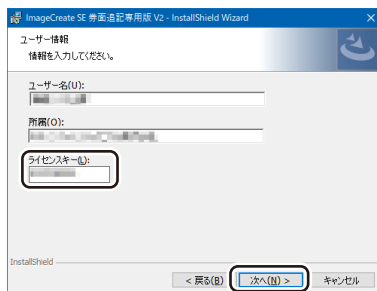 ImageCreate SE 券面追記専用版 V2 - InstallShield Wizard
ユーザー情報
情報を入力してください。
ユーザー名(U):
所属(O):
ライセンスキー(L):
InstallShield
< 戻る(B)
次へ(N) >
キャンセル